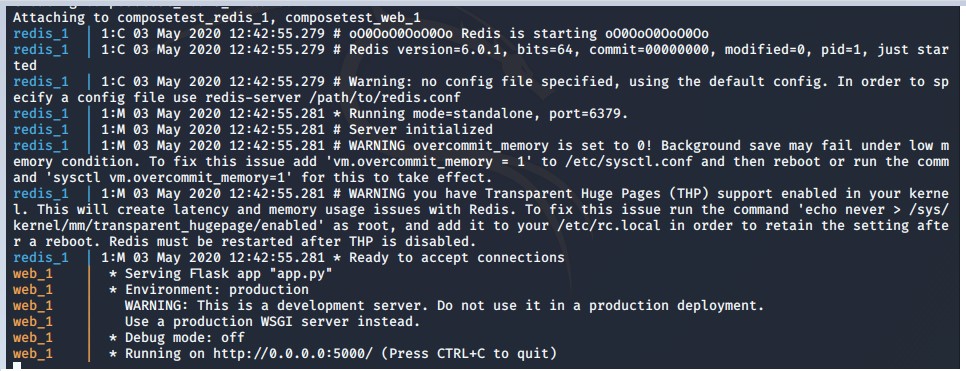 Attaching to composetest_redis_1, composetest_web_1
redis_1 | 1:C 03 May 2020 12:42:55.279 # oO0OoO0OoO0Oo Redis is starting oO0OoO0OoO0Oo
redis_1 | 1:C 03 May 2020 12:42:55.279 # Redis version=6.0.1, bits=64, commit=00000000, modified=0, pid=1, just star
ted
redis_1 | 1:C 03 May 2020 12:42:55.279 # Warning: no config file specified, using the default config. In order to sp
ecify a config file use redis-server /path/to/redis.conf
redis_1 | 1:M 03 May 2020 12:42:55.281 * Running mode=standalone, port=6379.
redis_1 | 1:M 03 May 2020 12:42:55.281 # Server initialized
redis_1 | 1:M 03 May 2020 12:42:55.281 # WARNING overcommit_memory is set to 0! Background save may fail under low m
emory condition. To fix this issue add 'vm.overcommit_memory = 1' to /etc/sysctl.conf and then reboot or run the comm
and 'sysctl vm.overcommit_memory=1' for this to take effect.
redis_1 | 1:M 03 May 2020 12:42:55.281 # WARNING you have Transparent Huge Pages (THP) support enabled in your kerne
l. This will create latency and memory usage issues with Redis. To fix this issue run the command 'echo never > /sys/
kernel/mm/transparent_hugepage/enabled' as root, and add it to your /etc/rc.local in order to retain the setting afte
r a reboot. Redis must be restarted after THP is disabled.
redis_1 | 1:M 03 May 2020 12:42:55.281 * Ready to accept connections
web_1 | * Serving Flask app "app.py"
web_1 | * Environment: production
web_1 | WARNING: This is a development server. Do not use it in a production deployment.
web_1 | Use a production WSGI server instead.
web_1 | * Debug mode: off
web_1 | * Running on http://0.0.0.0:5000/ (Press CTRL+C to quit)